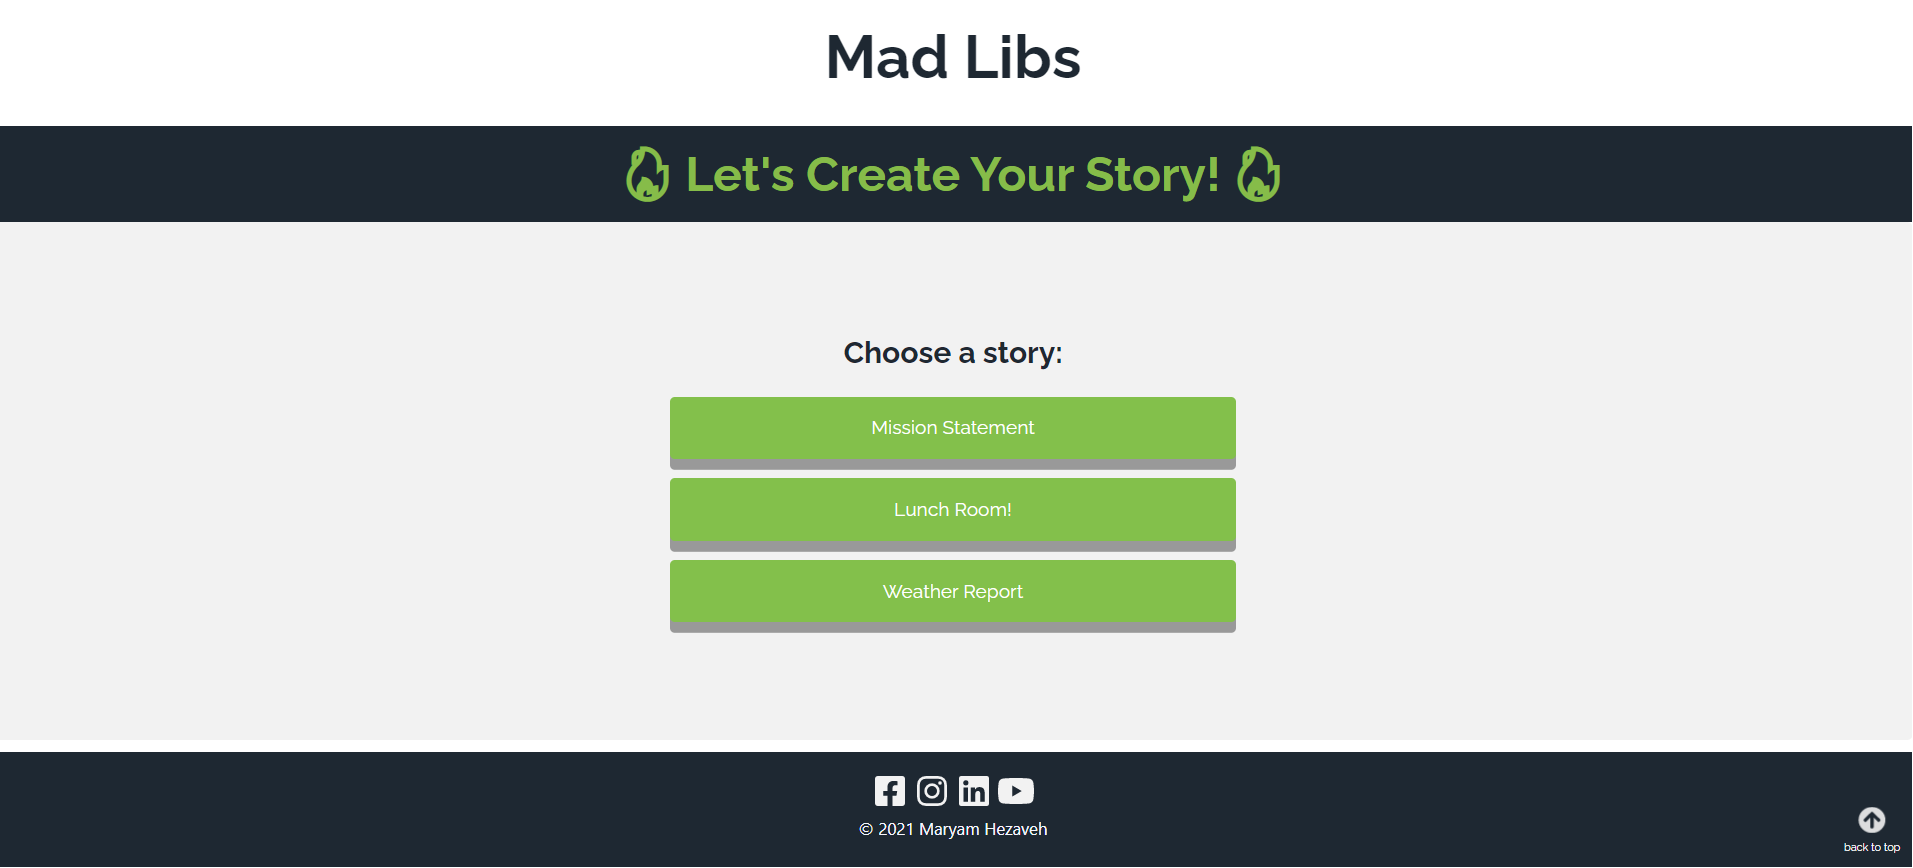 Mad Libs
Let's Create Your Story!
Choose a story:
Mission Statement
Lunch Room!
Weather Report
© 2021 Maryam Hezaveh
back to top